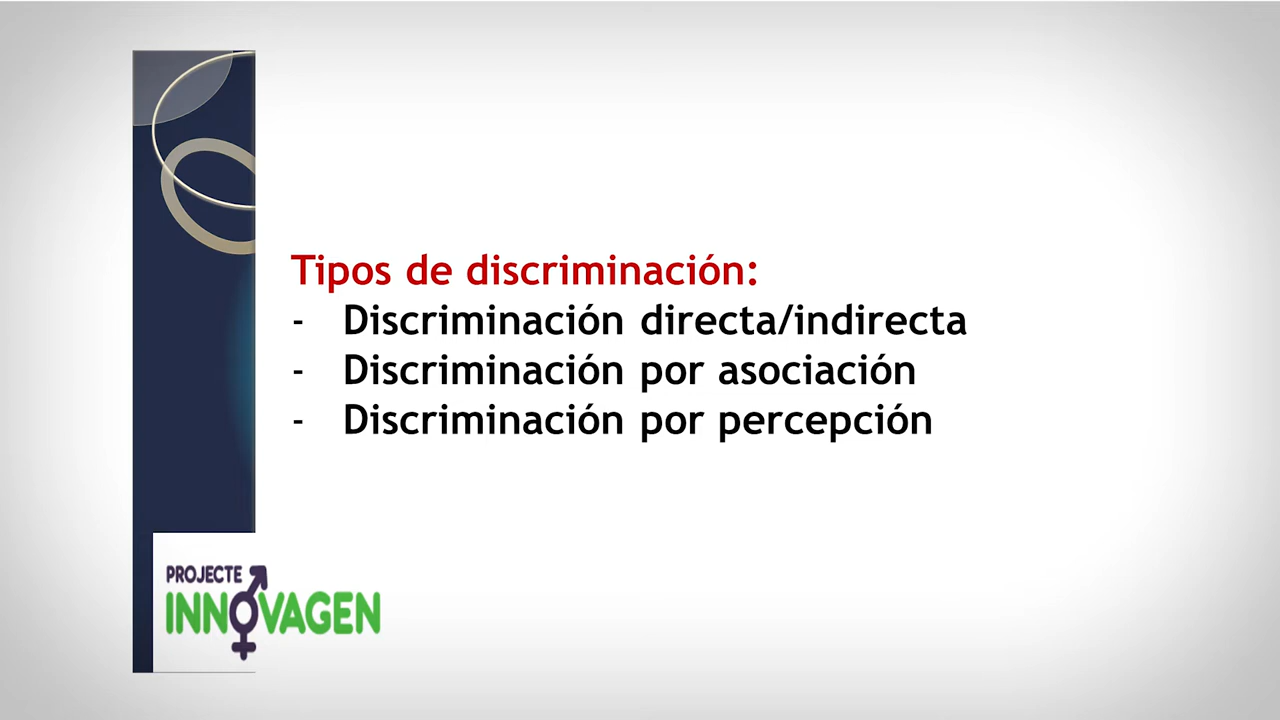 Tipos de discriminación:
- Discriminación directa/indirecta
- Discriminación por asociación
- Discriminación por percepción
PROJECTE
INNOVAGEN